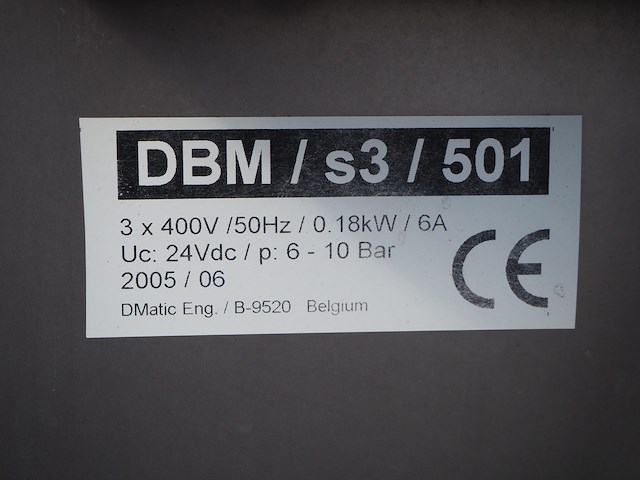 DBM / s3 / 501
3 x 400V /50Hz / 0.18kW / 6A
Uc: 24Vdc / p: 6 - 10 Bar
2005 / 06
DMatic Eng. / B-9520 Belgium
CE